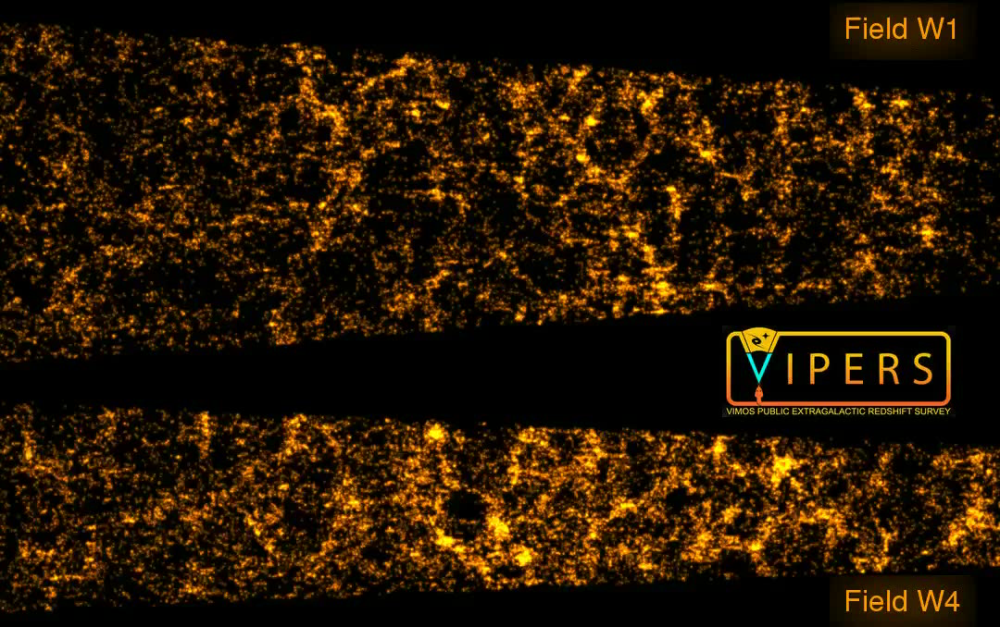 Field W1
VIPERS
VIMOS PUBLIC EXTRAGALACTIC REDSHIFT SURVEY
Field W4